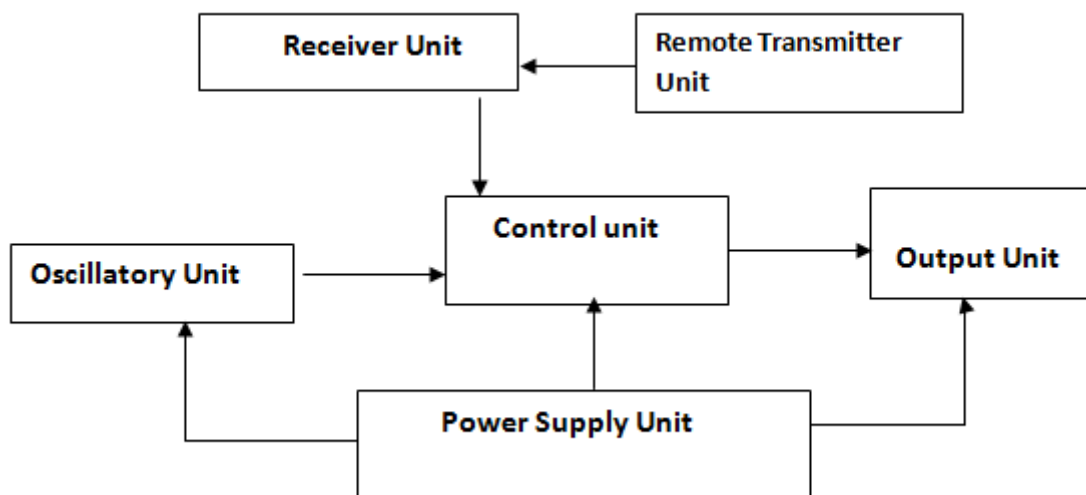 Receiver Unit
Remote Transmitter
Unit
Control unit
Output Unit
Oscillatory Unit
Power Supply Unit